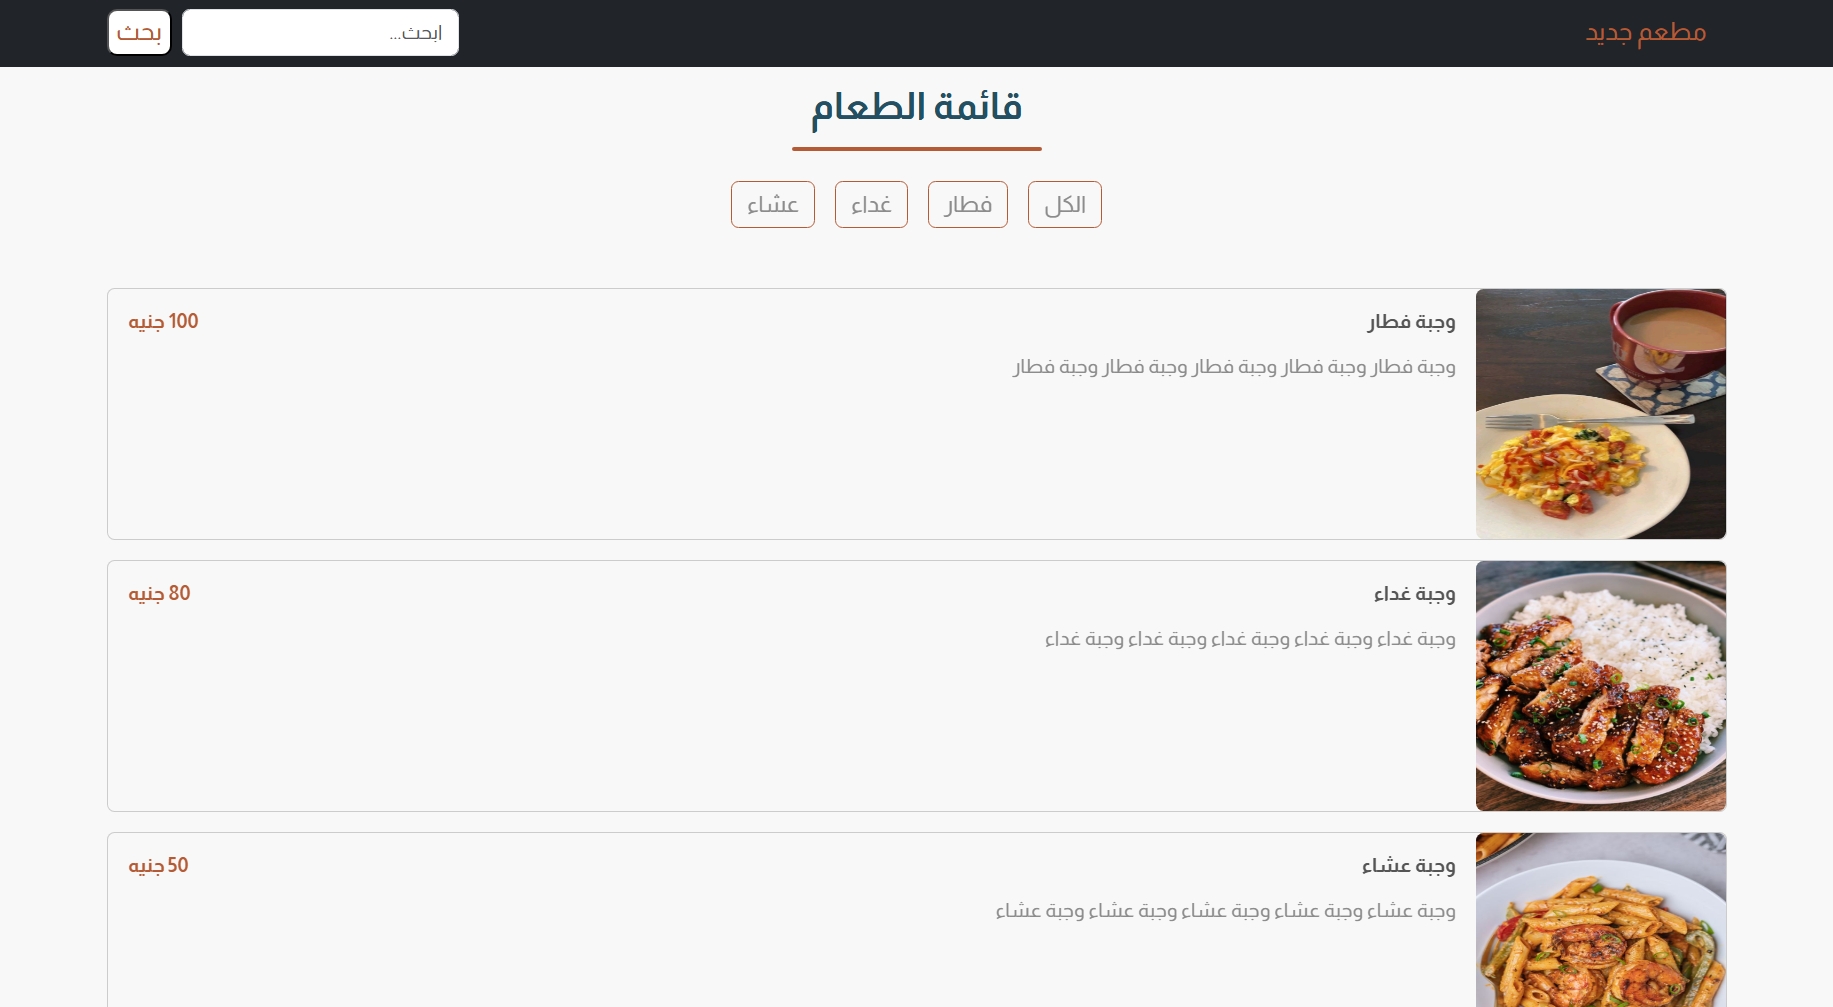 مطعم جديد
ابحث...
بحث
قائمة الطعام
الكل
فطار
غداء
عشاء
وجبة فطار
100 جنيه
وجبة فطار وجبة فطار وجبة فطار وجبة فطار وجبة فطار
وجبة غداء
80 جنيه
وجبة غداء وجبة غداء وجبة غداء وجبة غداء وجبة غداء
وجبة عشاء
50 جنيه
وجبة عشاء وجبة عشاء وجبة عشاء وجبة عشاء وجبة عشاء